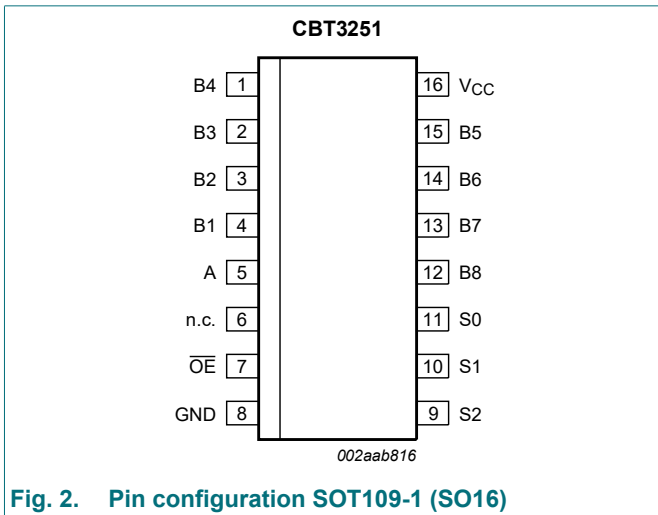 CBT3251
B4 1 16 VCC
B3 2 15 B5
B2 3 14 B6
B1 4 13 B7
A 5 12 B8
n.c. 6 11 S0
OE 7 10 S1
GND 8 9 S2
002aab816
Fig. 2. Pin configuration SOT109-1 (SO16)